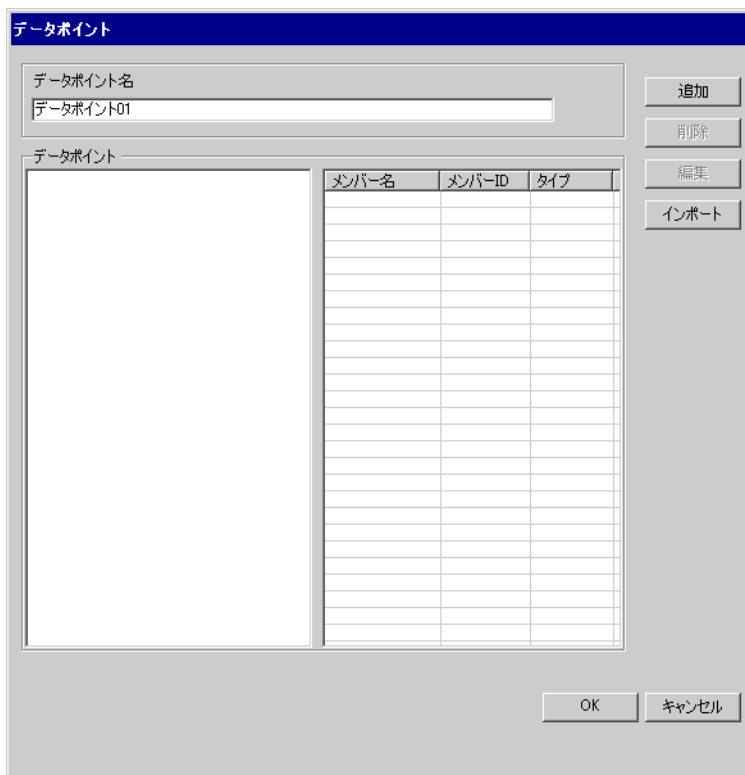 データポイント
データポイント名
追加
データポイント01
削除
データポイント
編集
メンバー名 メンバーID タイプ
インポート
OK キャンセル